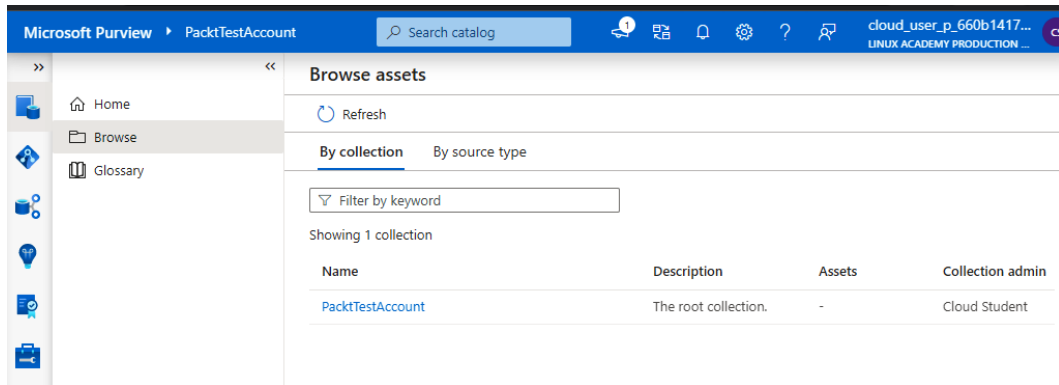 Microsoft Purview PacktTestAccount Search catalog 1 cloud_user_p_660b1417...
LINUX ACADEMY PRODUCTION ...
Browse assets
Home
Refresh
Browse
By collection By source type
Glossary
Filter by keyword
Showing 1 collection
Name Description Assets Collection admin
PacktTestAccount The root collection. - Cloud Student